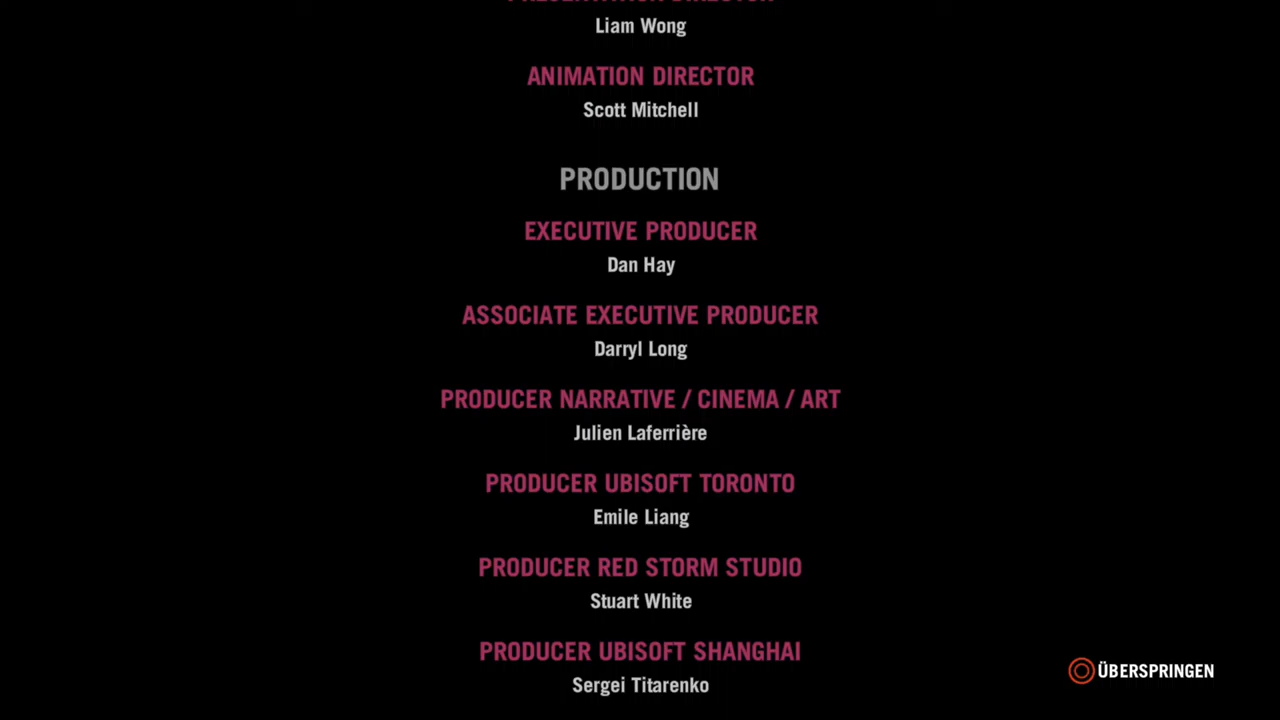 PRESENTATION DIRECTOR
Liam Wong
ANIMATION DIRECTOR
Scott Mitchell
PRODUCTION
EXECUTIVE PRODUCER
Dan Hay
ASSOCIATE EXECUTIVE PRODUCER
Darryl Long
PRODUCER NARRATIVE / CINEMA / ART
Julien Laferrière
PRODUCER UBISOFT TORONTO
Emile Liang
PRODUCER RED STORM STUDIO
Stuart White
PRODUCER UBISOFT SHANGHAI
Sergei Titarenko
ÜBERSPRINGEN